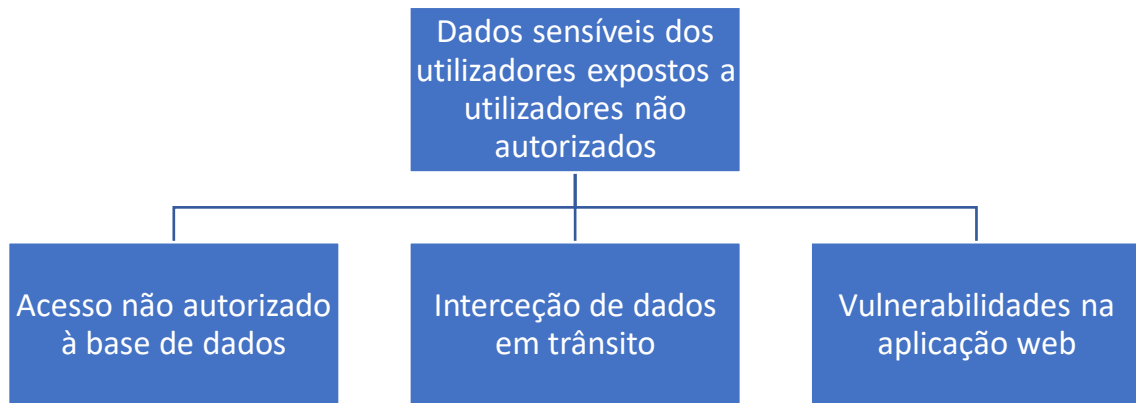 Dados sensíveis dos
utilizadores expostos a
utilizadores não
autorizados
Acesso não autorizado
à base de dados
Interceção de dados
em trânsito
Vulnerabilidades na
aplicação web